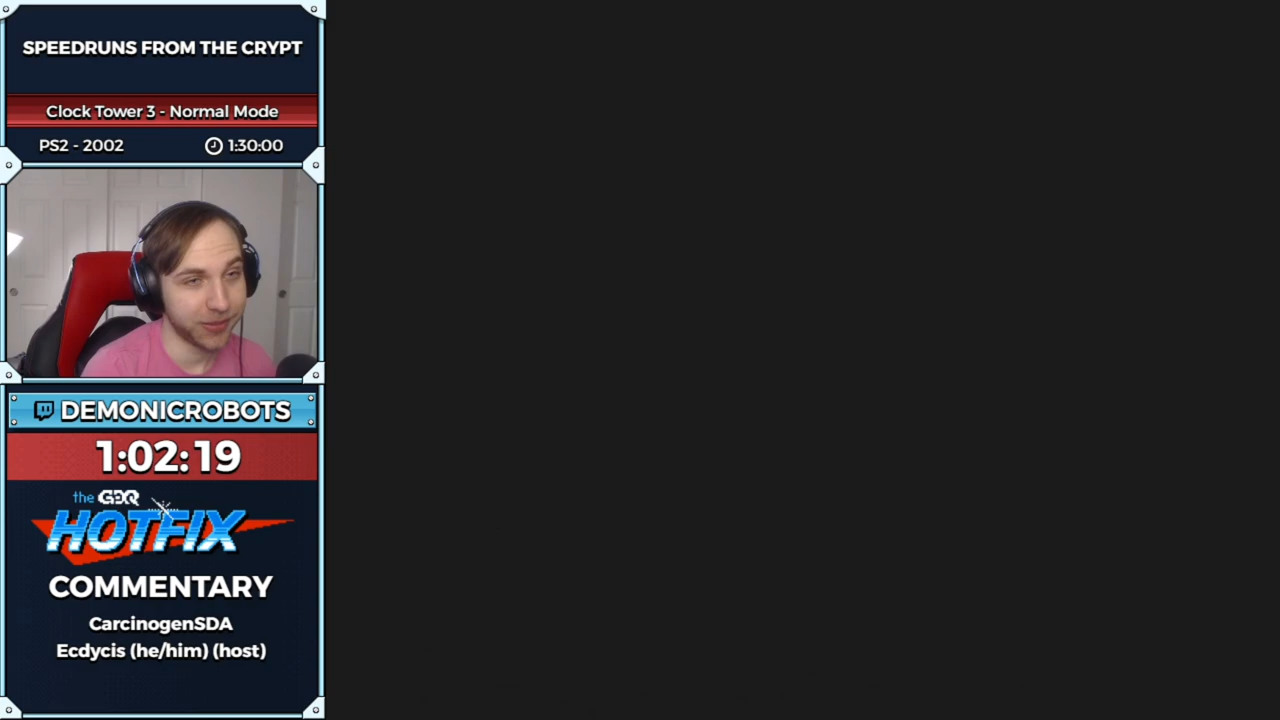 SPEEDRUNS FROM THE CRYPT
Clock Tower 3 - Normal Mode
PS2 - 2002 1:30:00
DEMONICROBOTS
1:02:19
the GDQ
HOTFIX
COMMENTARY
CarcinogenSDA
Ecdycis (he/him) (host)